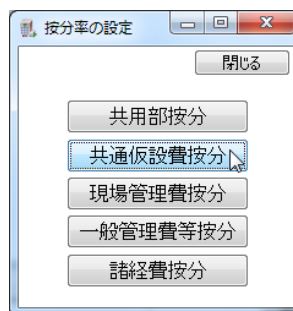 按分率の設定
閉じる
共用部按分
共通仮設費按分
現場管理費按分
一般管理費等按分
諸経費按分